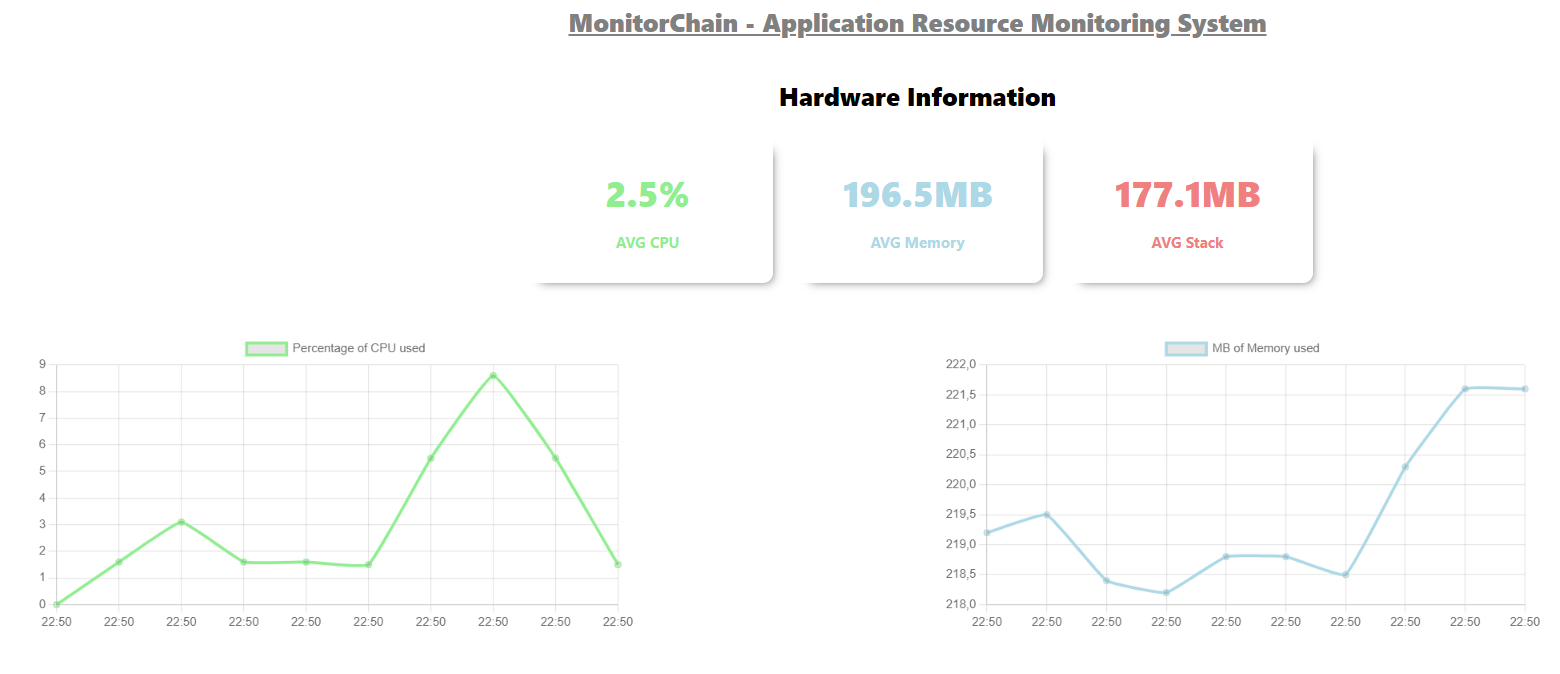 MonitorChain - Application Resource Monitoring System
Hardware Information
2.5%
AVG CPU
196.5MB
AVG Memory
177.1MB
AVG Stack
Percentage of CPU used
9
8
7
6
5
4
3
2
1
0
22:50 22:50 22:50 22:50 22:50 22:50 22:50 22:50 22:50 22:50
MB of Memory used
222,0
221,5
221,0
220,5
220,0
219,5
219,0
218,5
218,0
22:50 22:50 22:50 22:50 22:50 22:50 22:50 22:50 22:50 22:50